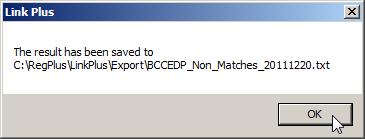 Link Plus
The result has been saved to
C:\RegPlus\LinkPlus\Export\BCCEDP_Non_Matches_20111220.txt
OK